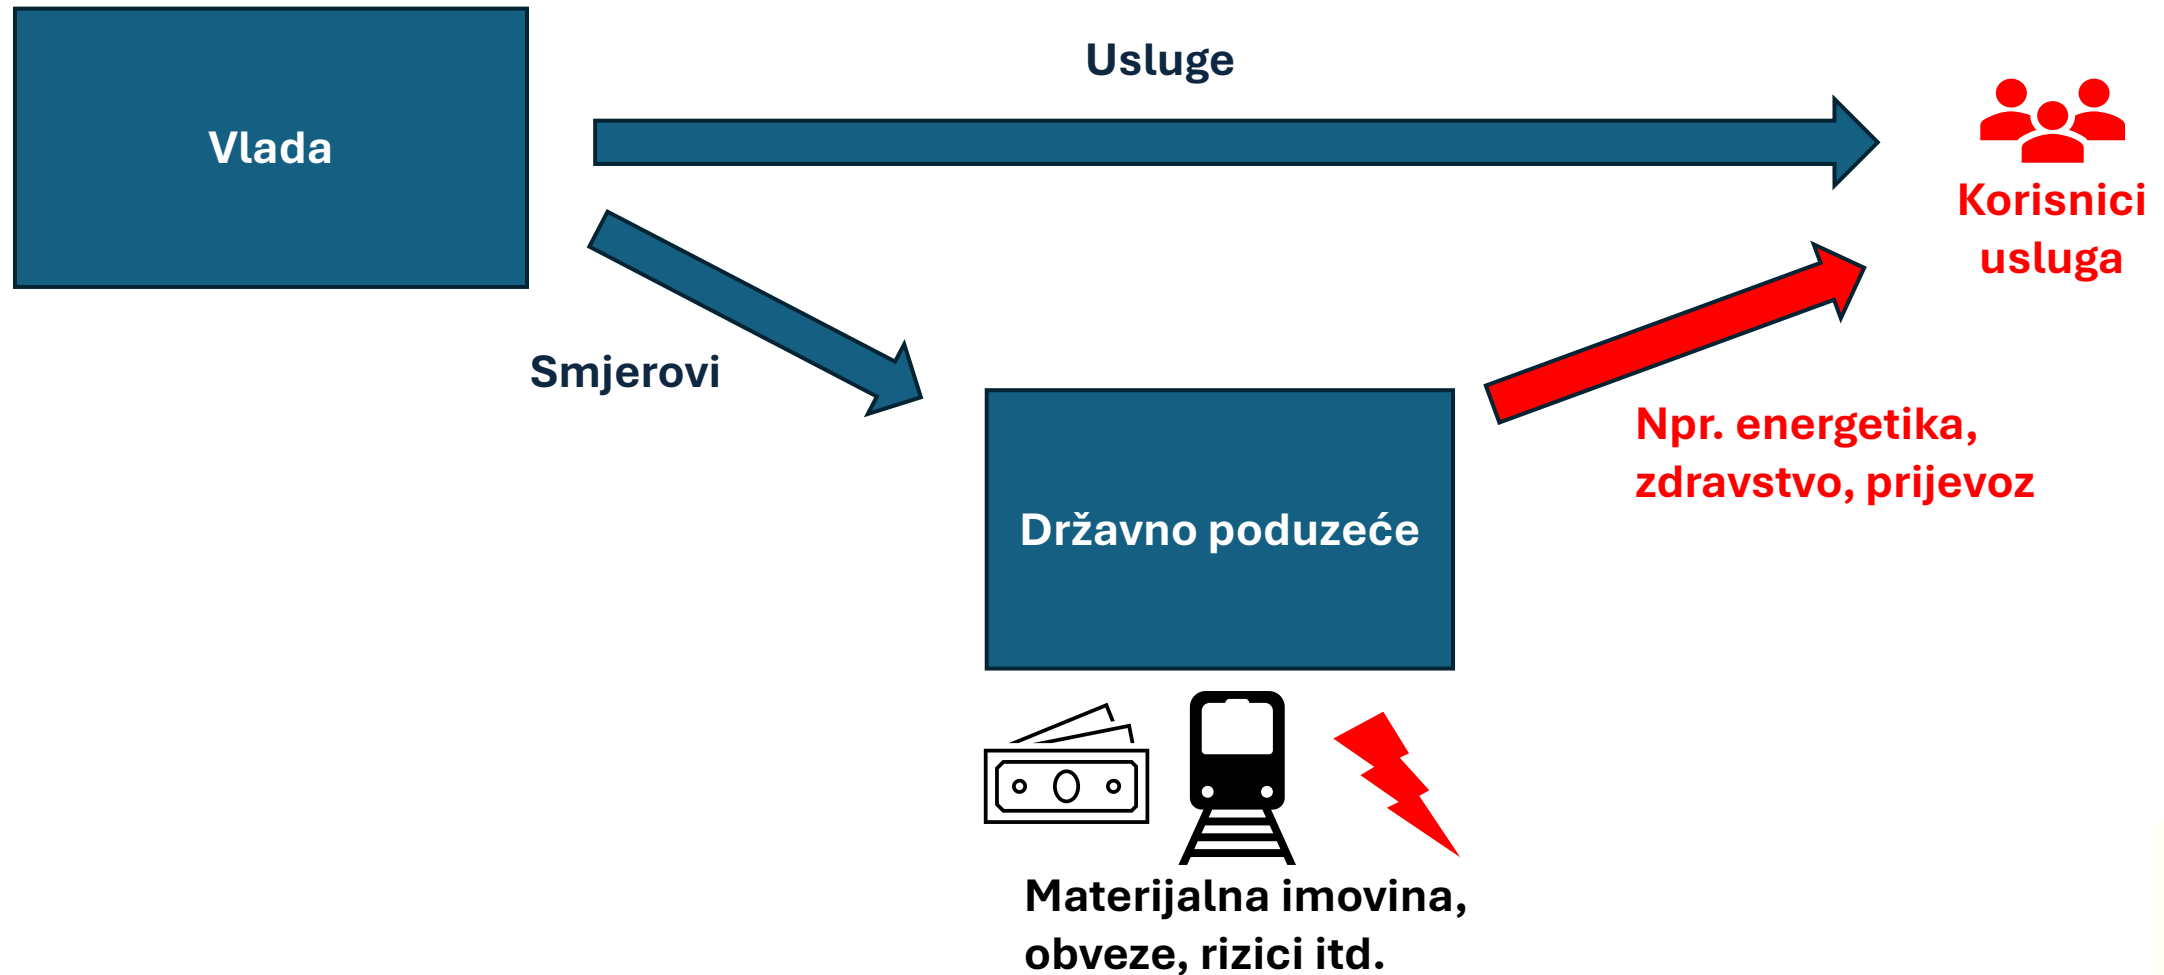 Vlada
Usluge
Korisnici
usluga
Smjerovi
Npr. energetika,
zdravstvo, prijevoz
Državno poduzeće
Materijalna imovina,
obveze, rizici itd.